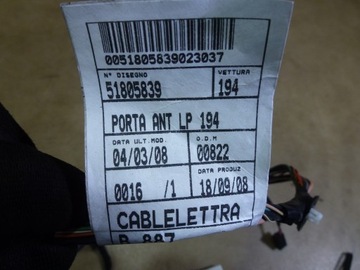 0051805839023037
N° DISEGNO VETTURA
51805839 194
PORTA ANT LP 194
DATA ULT.MOD. O.D.M
04/03/08 00822
DATA PRODUZ
0016 /1 18/09/08
CABLELETTRA
B 887